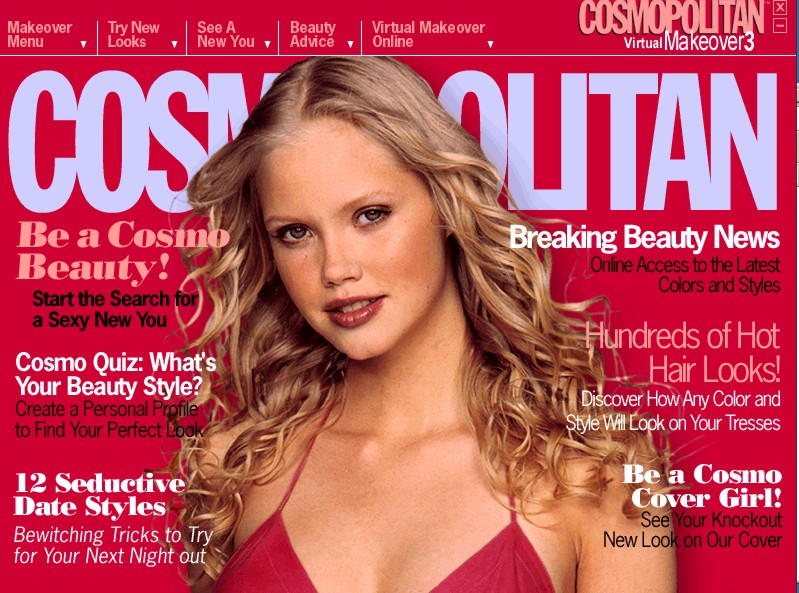 Makeover
Menu
Try New
Looks
See A
New You
Beauty
Advice
Virtual Makeover
Online
COSMOPOLITAN
Virtual Makeover3
COSMOPOLITAN
Be a Cosmo
Beauty!
Start the Search for
a Sexy New You
Cosmo Quiz: What's
Your Beauty Style?
Create a Personal Profile
to Find Your Perfect Look
12 Seductive
Date Styles
Bewitching Tricks to Try
for Your Next Night out
Breaking Beauty News
Online Access to the Latest
Colors and Styles
Hundreds of Hot
Hair Looks!
Discover How Any Color and
Style Will Look on Your Tresses
Be a Cosmo
Cover Girl!
See Your Knockout
New Look on Our Cover